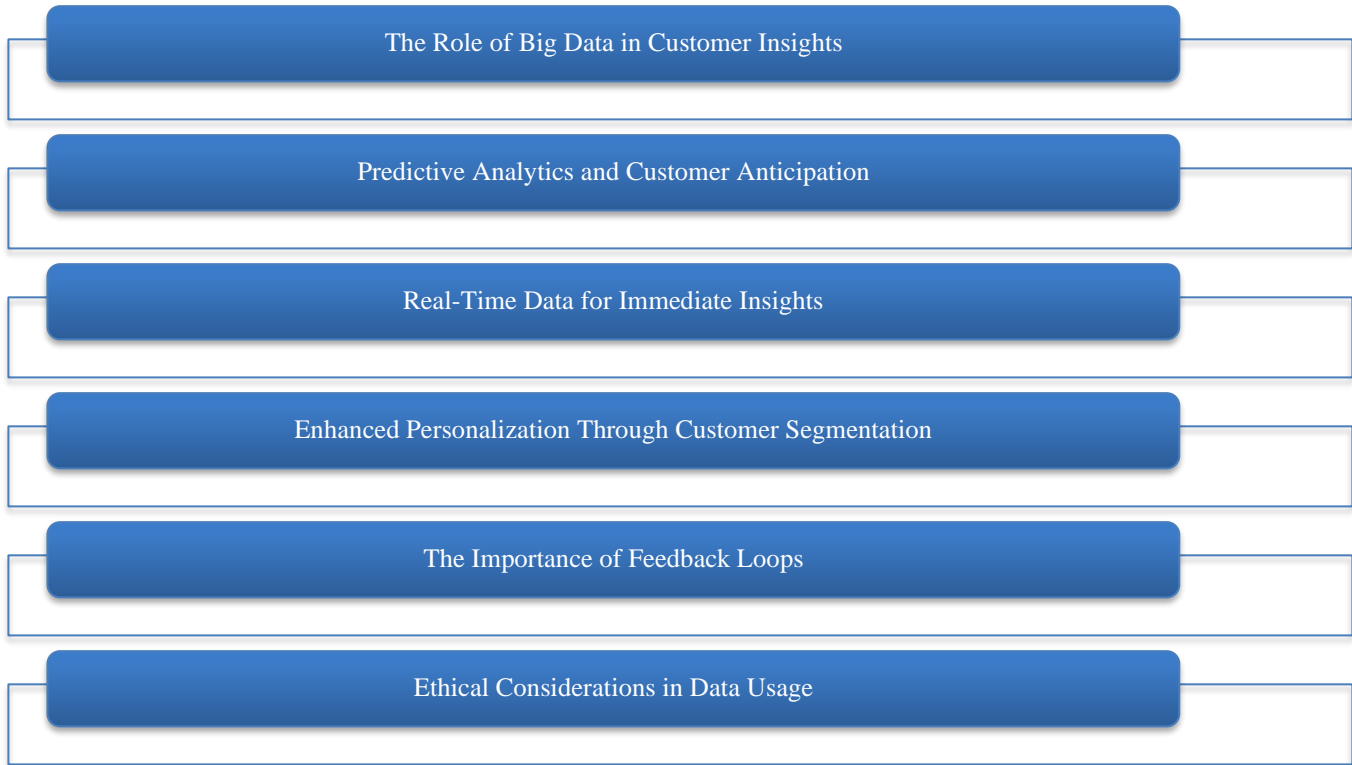 The Role of Big Data in Customer Insights
Predictive Analytics and Customer Anticipation
Real-Time Data for Immediate Insights
Enhanced Personalization Through Customer Segmentation
The Importance of Feedback Loops
Ethical Considerations in Data Usage